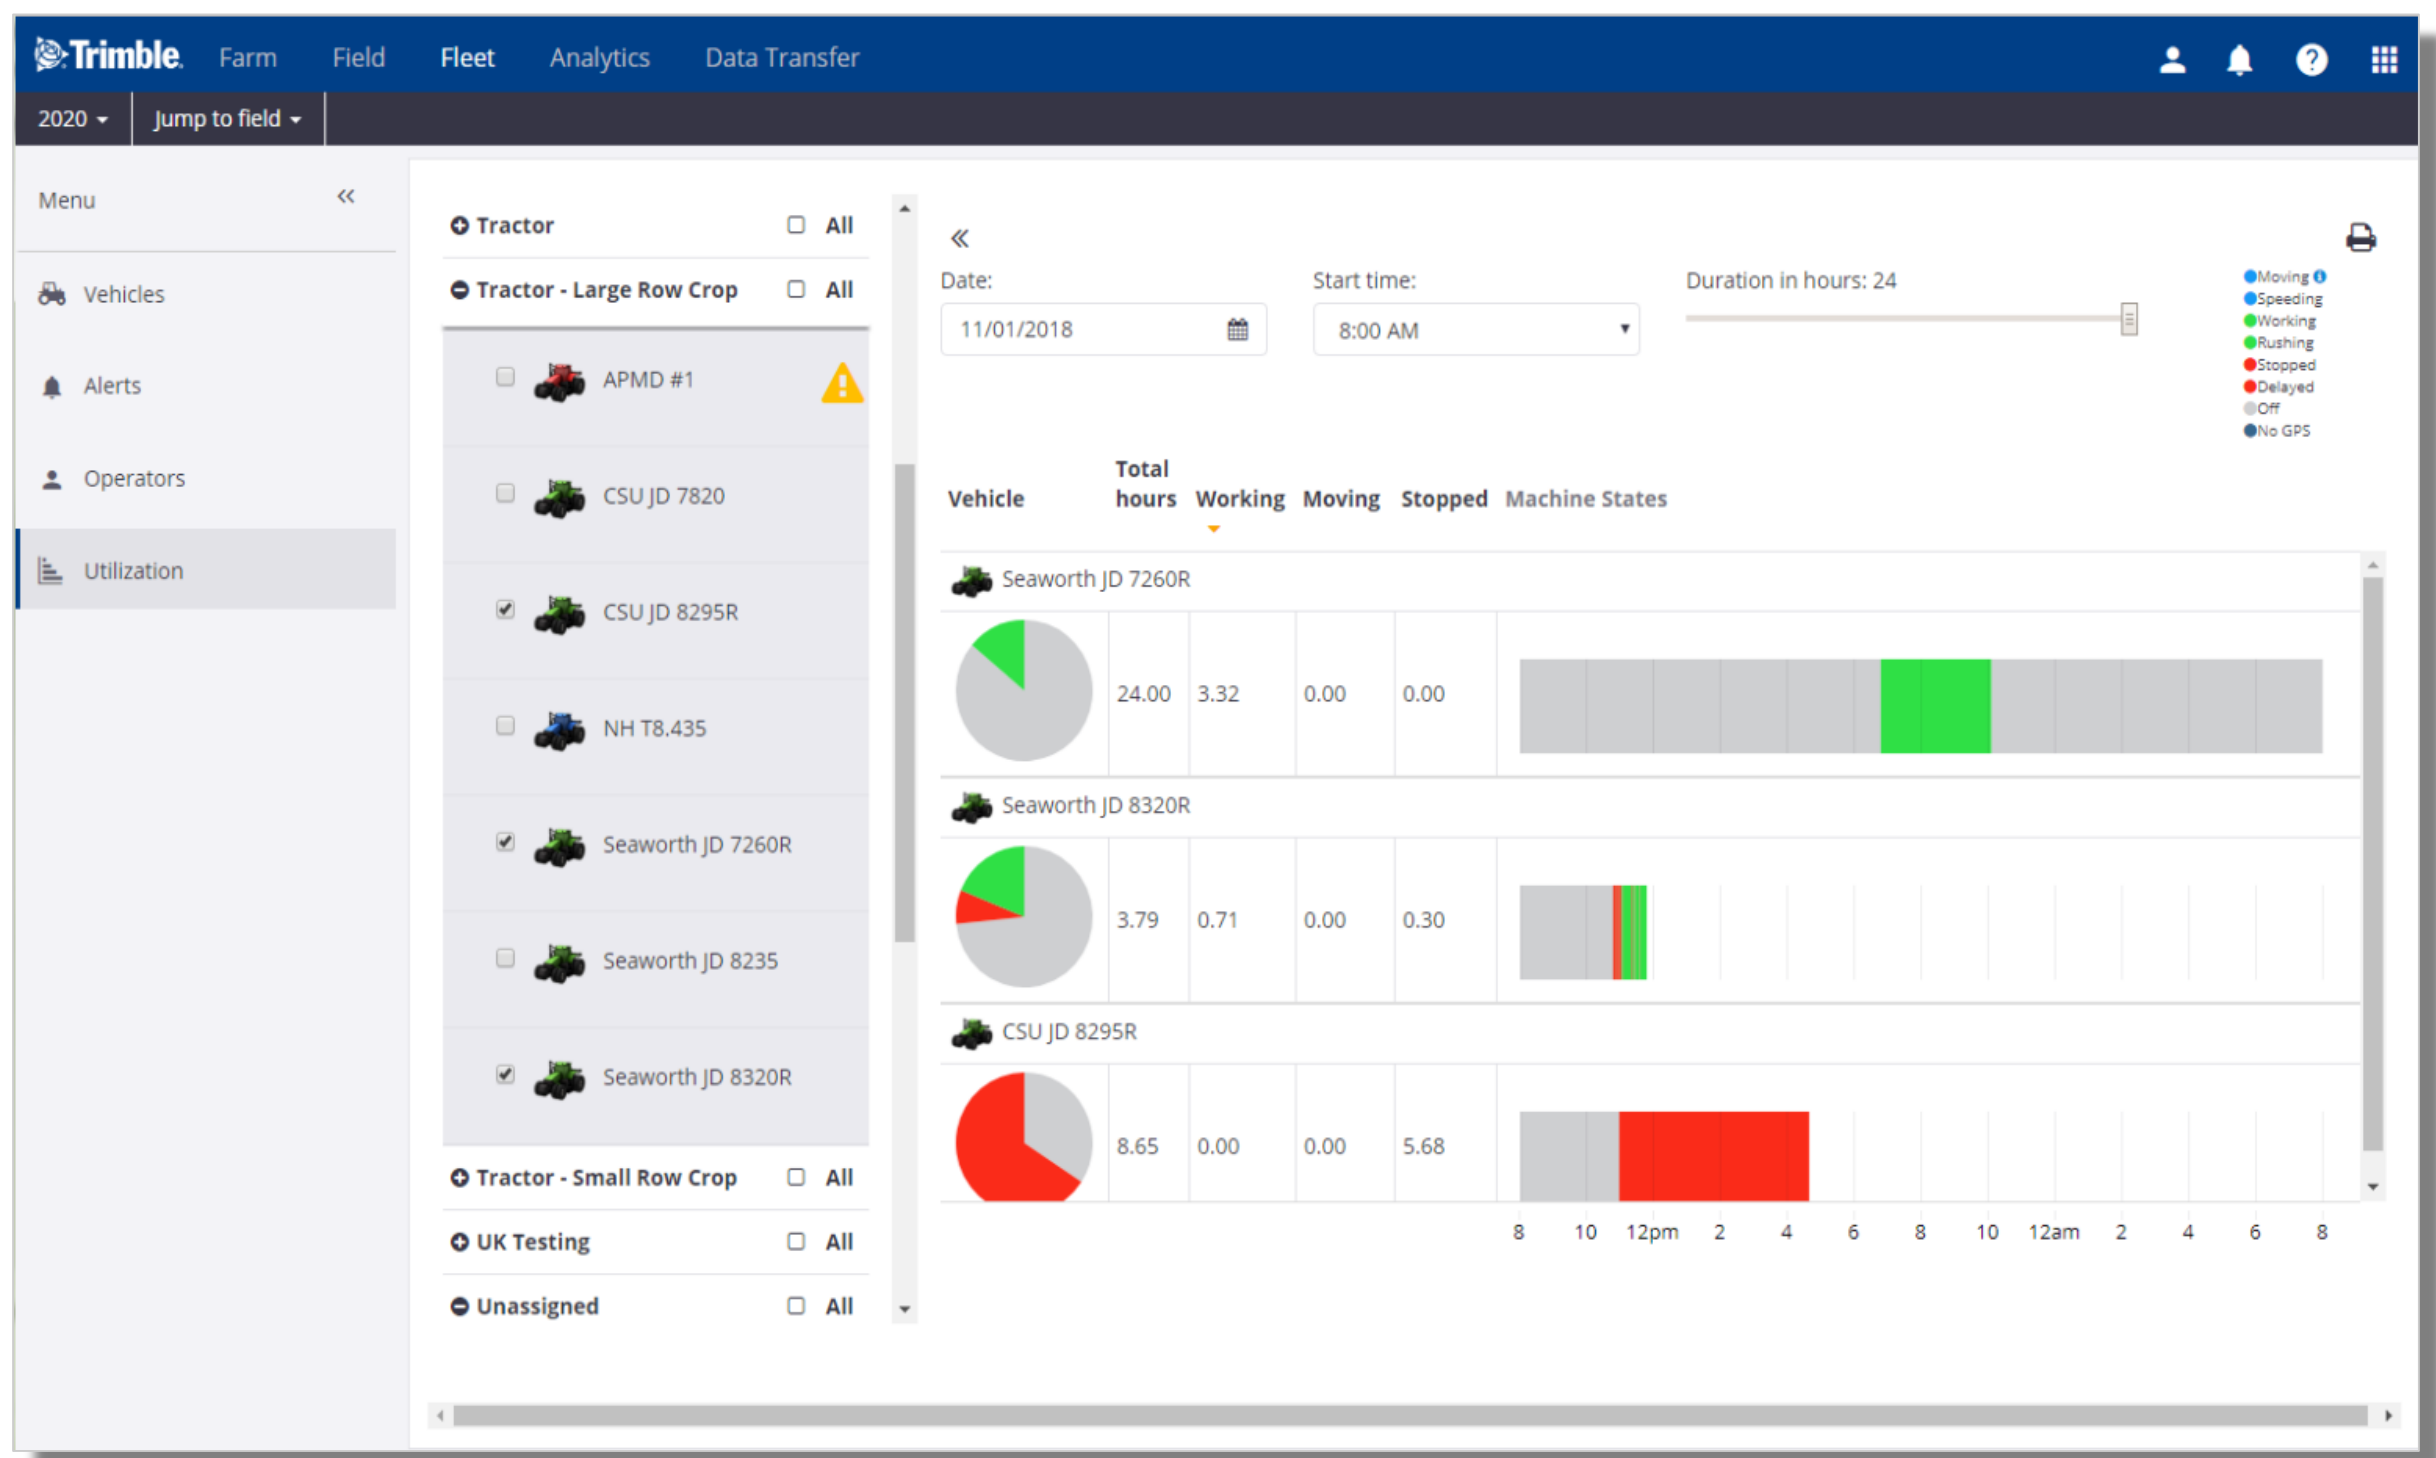 Trimble. Farm Field Fleet Analytics Data Transfer
2020 Jump to field
Menu
Vehicles
Alerts
Operators
Utilization
Tractor All
Tractor - Large Row Crop All
APMD #1
CSU JD 7820
CSU JD 8295R
NH T8.435
Seaworth JD 7260R
Seaworth JD 8235
Seaworth JD 8320R
Tractor - Small Row Crop All
UK Testing All
Unassigned All
Date: Start time: Duration in hours: 24
11/01/2018 8:00 AM
Moving
Speeding
Working
Rushing
Stopped
Delayed
Off
No GPS
Total
Vehicle hours Working Moving Stopped Machine States
Seaworth JD 7260R
24.00 3.32 0.00 0.00
Seaworth JD 8320R
3.79 0.71 0.00 0.30
CSU JD 8295R
8.65 0.00 0.00 5.68
8 10 12pm 2 4 6 8 10 12am 2 4 6 8